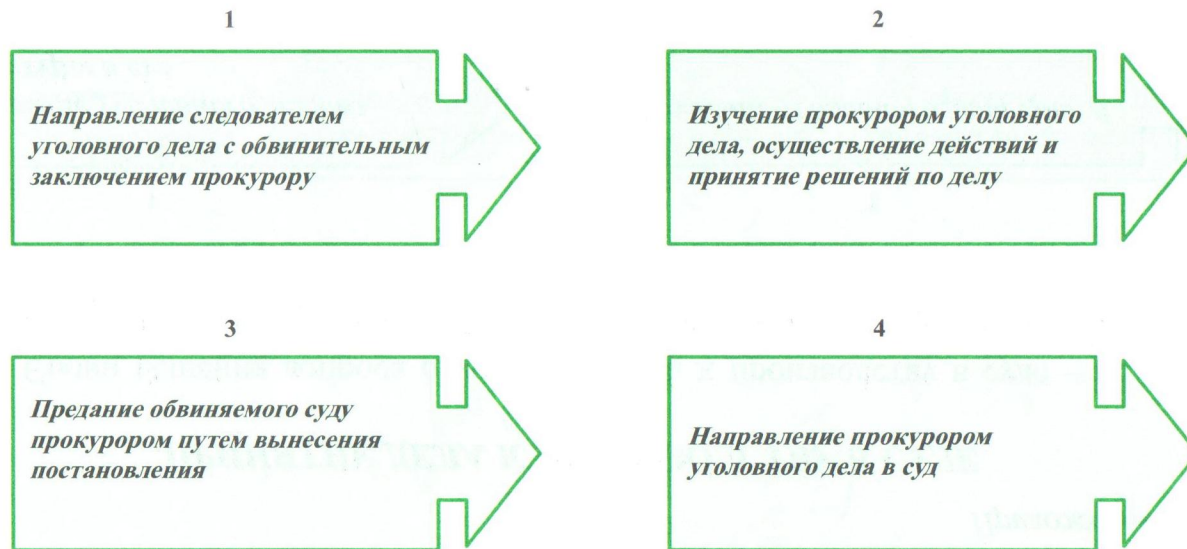 1
Направление следователем
уголовного дела с обвинительным
заключением прокурору
2
Изучение прокурором уголовного
дела, осуществление действий и
принятие решений по делу
3
Предание обвиняемого суду
прокурором путем вынесения
постановления
4
Направление прокурором
уголовного дела в суд